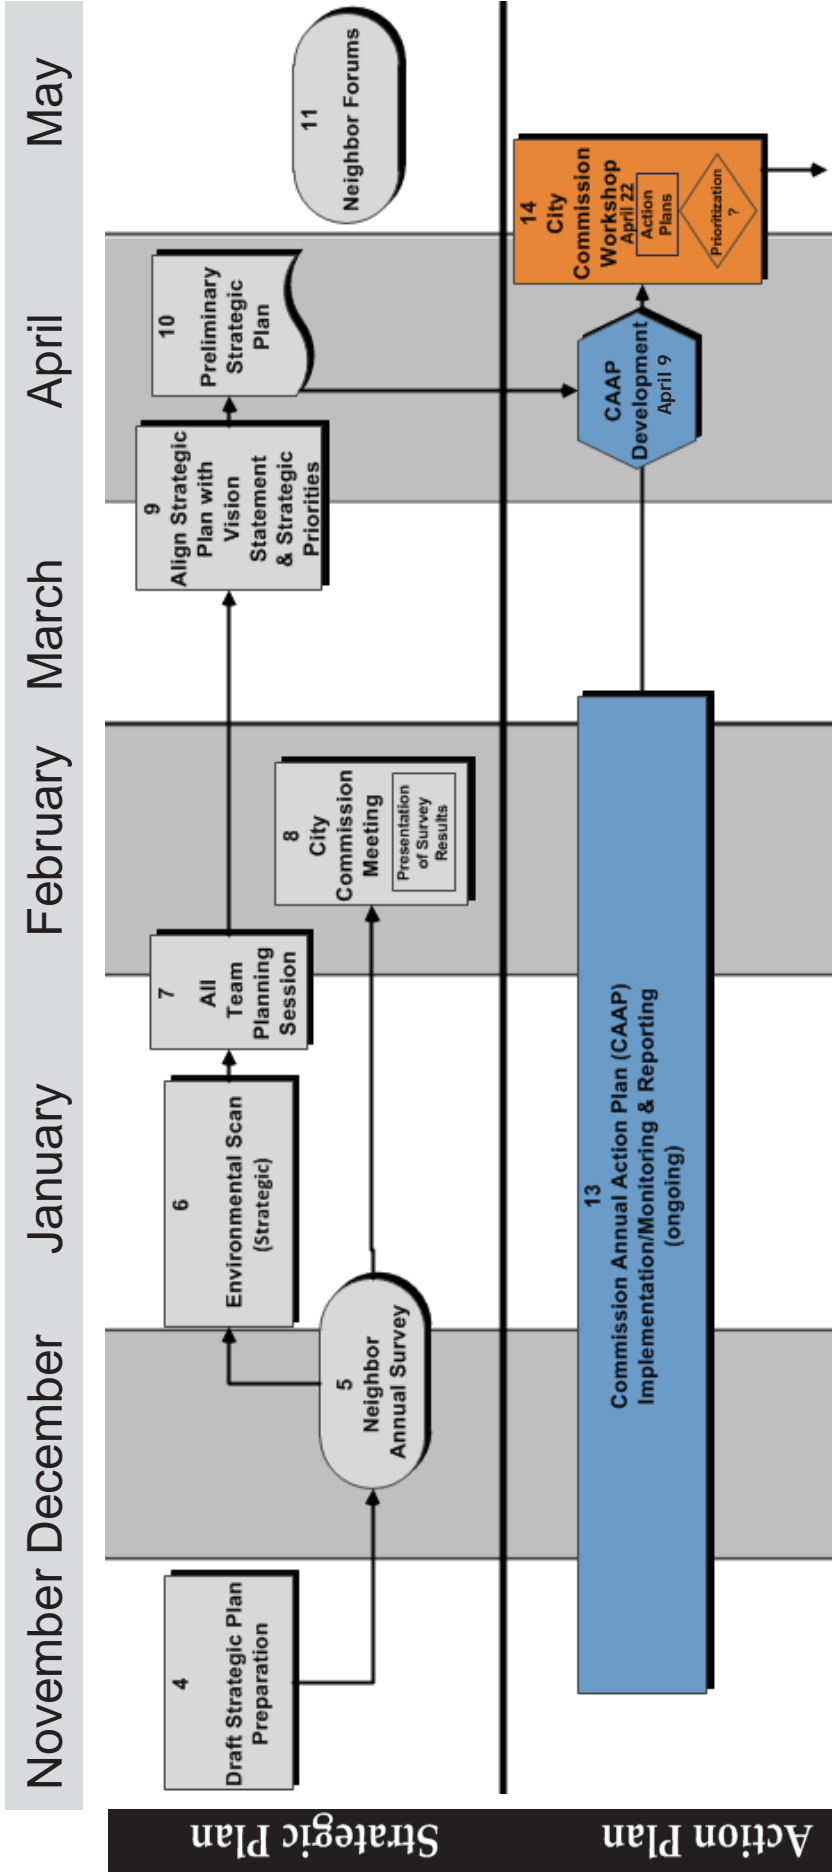 November
December
January
February
March
April
May
Strategic Plan
4
Draft Strategic Plan
Preparation
5
Neighbor
Annual Survey
6
Environmental Scan
(Strategic)
7
All
Team
Planning
Session
8
City
Commission
Meeting
Presentation
of Survey
Results
9
Align Strategic
Plan with
Vision
Statement
& Strategic
Priorities
10
Preliminary
Strategic
Plan
11
Neighbor Forums
Action Plan
13
Commission Annual Action Plan (CAAP)
Implementation/Monitoring & Reporting
(ongoing)
CAAP
Development
April 9
14
City
Commission
Workshop
April 22
Action
Plans
Prioritization
?